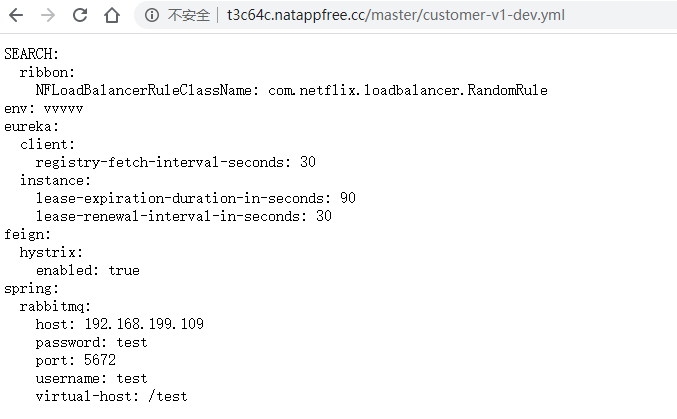 不安全 t3c64c.natappfree.cc/master/customer-v1-dev.yml
SEARCH:
  ribbon:
    NFLoadBalancerRuleClassName: com.netflix.loadbalancer.RandomRule
env: vvvvv
eureka:
  client:
    registry-fetch-interval-seconds: 30
  instance:
    lease-expiration-duration-in-seconds: 90
    lease-renewal-interval-in-seconds: 30
feign:
  hystrix:
    enabled: true
spring:
  rabbitmq:
    host: 192.168.199.109
    password: test
    port: 5672
    username: test
    virtual-host: /test